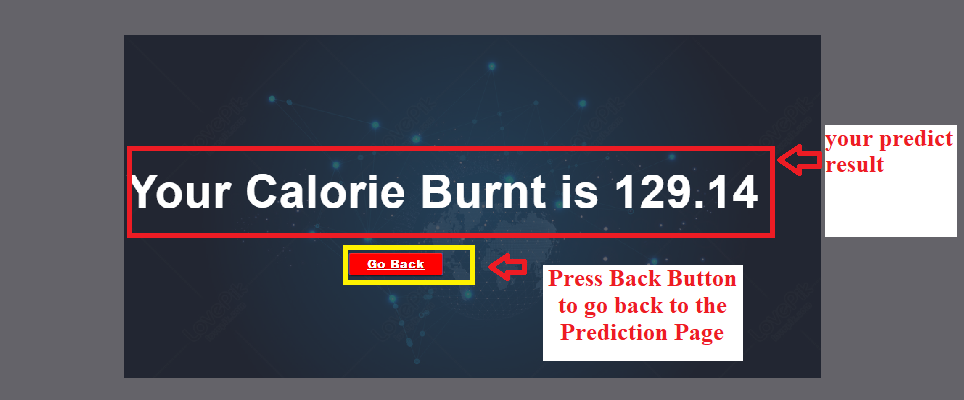 Your Calorie Burnt is 129.14
your predict
result
Go Back
Press Back Button
to go back to the
Prediction Page